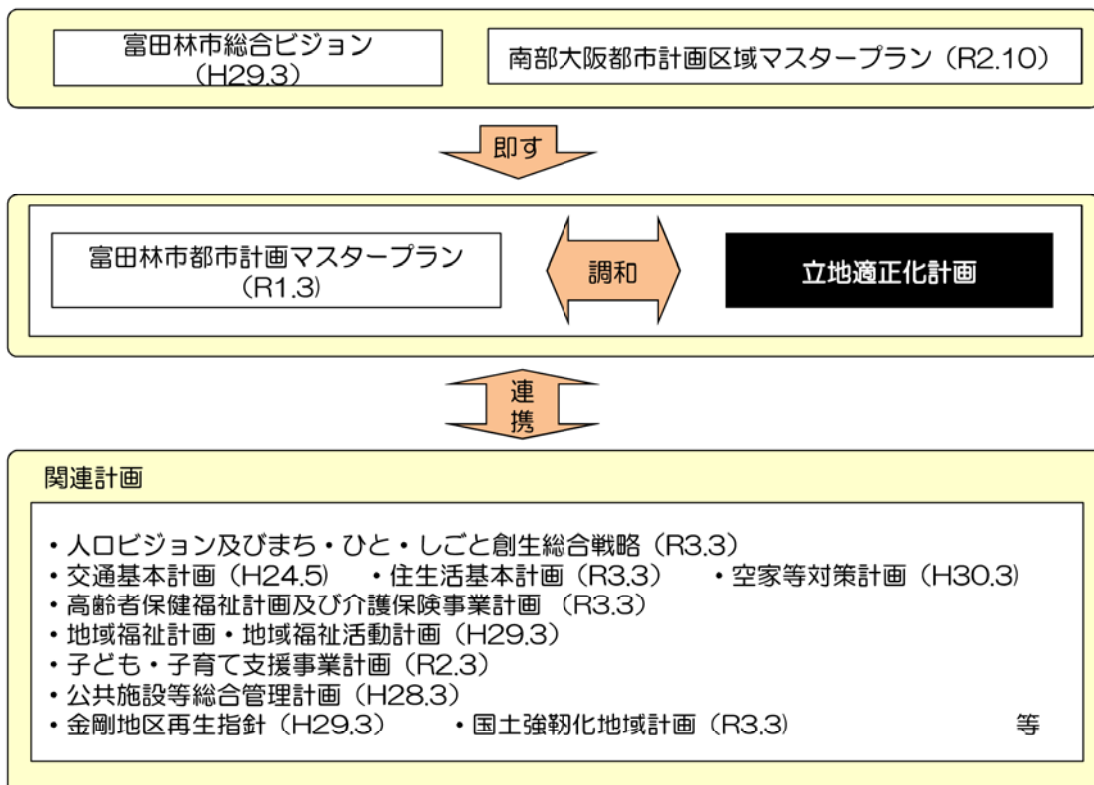 富田林市総合ビジョン
（H29.3）
南部大阪都市計画区域マスタープラン（R2.10）
即す
富田林市都市計画マスタープラン
（R1.3）
調和
立地適正化計画
連
携
関連計画
・人口ビジョン及びまち・ひと・しごと創生総合戦略（R3.3）
・交通基本計画（H24.5） ・住生活基本計画（R3.3） ・空家等対策計画（H30.3）
・高齢者保健福祉計画及び介護保険事業計画 （R3.3）
・地域福祉計画・地域福祉活動計画（H29.3）
・子ども・子育て支援事業計画（R2.3）
・公共施設等総合管理計画（H28.3）
・金剛地区再生指針（H29.3） ・国土強靭化地域計画（R3.3） 等